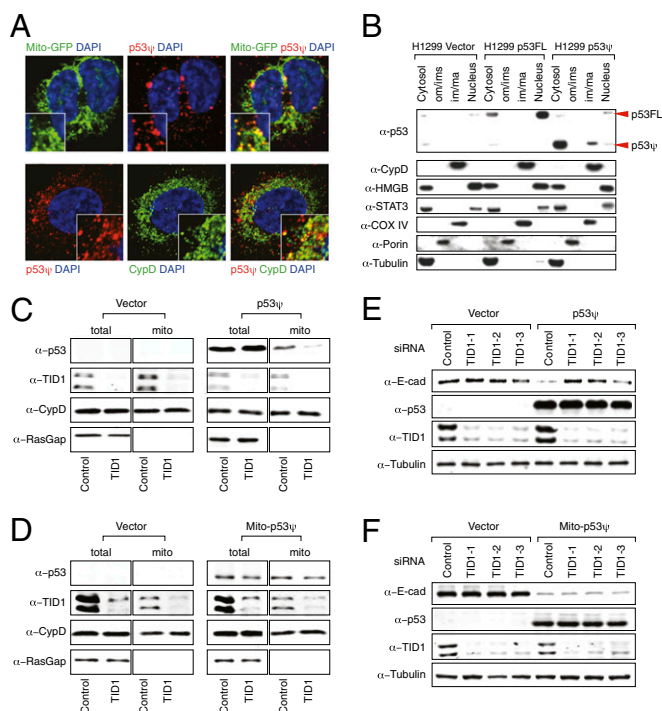 A
Mito-GFP DAPI
p53ψ DAPI
Mito-GFP p53ψ DAPI
p53ψ DAPI
CypD DAPI
p53ψ CypD DAPI
B
H1299 Vector H1299 p53FL H1299 p53ψ
Cytosol om/ims im/ma Nucleus Cytosol om/ims im/ma Nucleus Cytosol om/ims im/ma Nucleus
α-p53
p53FL
p53ψ
α-CypD
α-HMGB
α-STAT3
α-COX IV
α-Porin
α-Tubulin
C
Vector p53ψ
total mito total mito
α-p53
α-TID1
α-CypD
α-RasGap
Control TID1 Control TID1 Control TID1 Control TID1
D
Vector Mito-p53ψ
total mito total mito
α-p53
α-TID1
α-CypD
α-RasGap
Control TID1 Control TID1 Control TID1 Control TID1
E
Vector p53ψ
siRNA Control TID1-1 TID1-2 TID1-3 Control TID1-1 TID1-2 TID1-3
α-E-cad
α-p53
α-TID1
α-Tubulin
F
Vector Mito-p53ψ
siRNA Control TID1-1 TID1-2 TID1-3 Control TID1-1 TID1-2 TID1-3
α-E-cad
α-p53
α-TID1
α-Tubulin